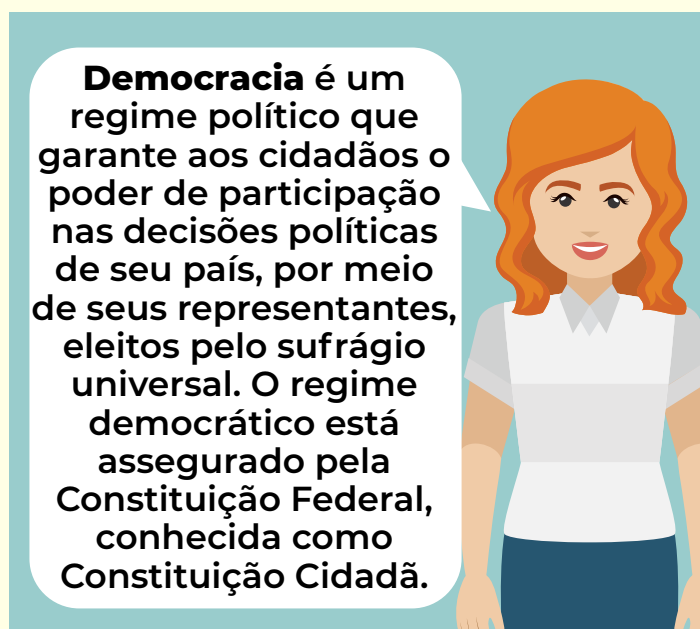 Democracia é um
regime político que
garante aos cidadãos o
poder de participação
nas decisões políticas
de seu país, por meio
de seus representantes,
eleitos pelo sufrágio
universal. O regime
democrático está
assegurado pela
Constituição Federal,
conhecida como
Constituição Cidadã.